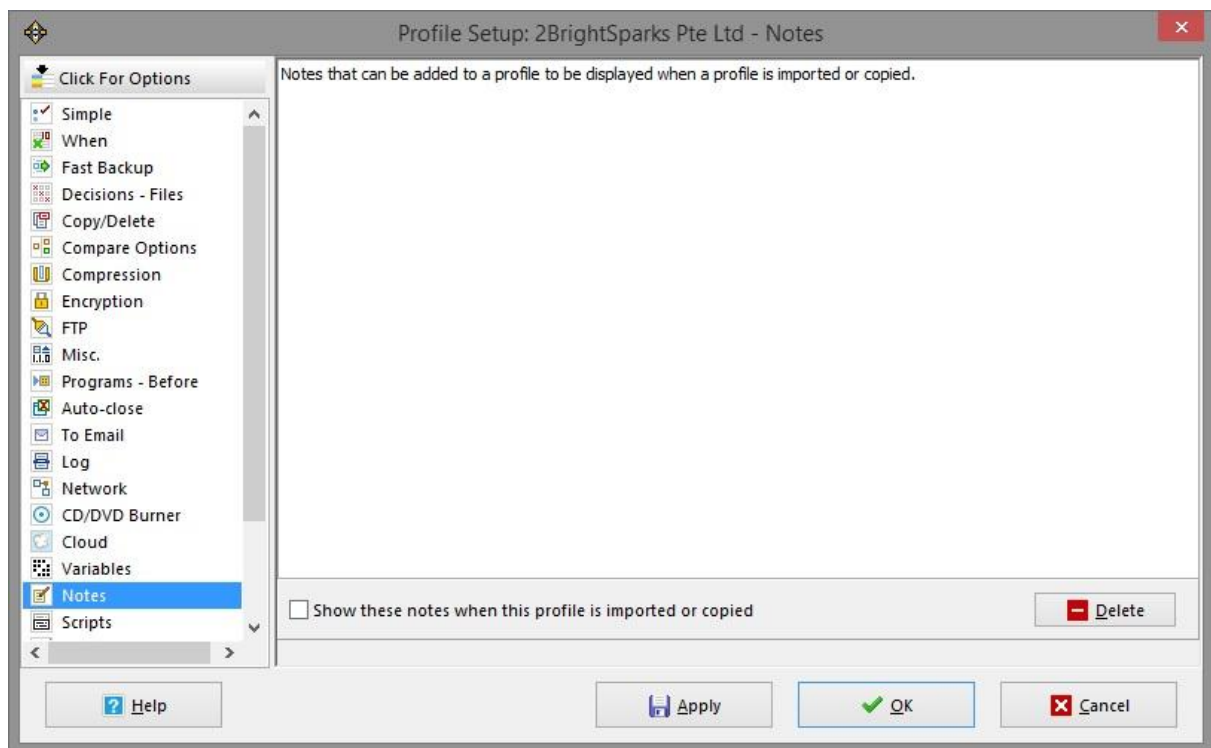 Profile Setup: 2BrightSparks Pte Ltd - Notes
Click For Options
Simple
When
Fast Backup
Decisions - Files
Copy/Delete
Compare Options
Compression
Encryption
FTP
Misc.
Programs - Before
Auto-close
To Email
Log
Network
CD/DVD Burner
Cloud
Variables
Notes
Scripts
Notes that can be added to a profile to be displayed when a profile is imported or copied.
Show these notes when this profile is imported or copied
Delete
Help
Apply
OK
Cancel